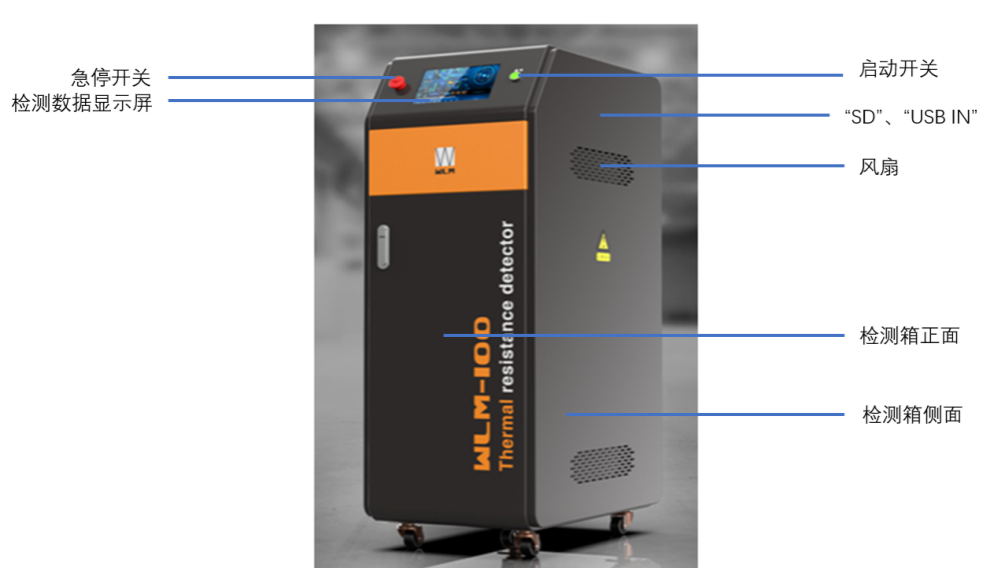 急停开关
检测数据显示屏
启动开关
“SD”、“USB IN”
风扇
WLM
检测箱正面
检测箱侧面
WLM-100
Thermal resistance detector